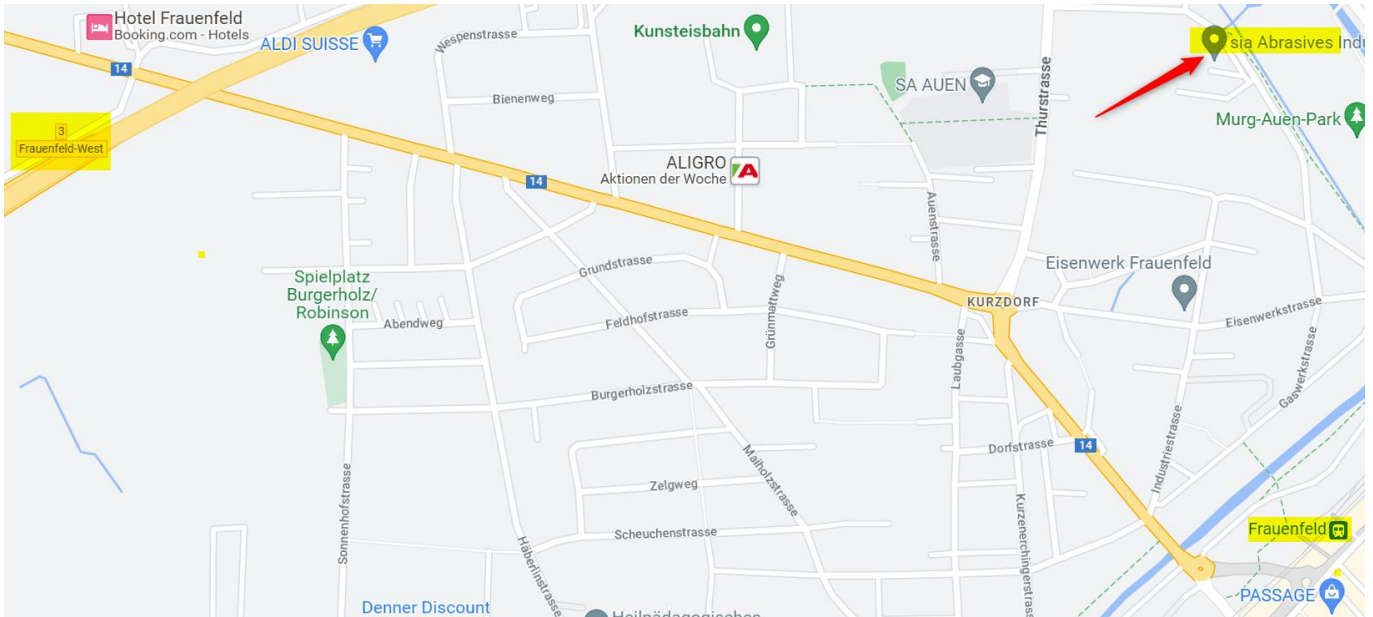 Hotel Frauenfeld
Booking.com - Hotels
ALDI SUISSE
Wespenstrasse
Kunsteisbahn
sia Abrasives Indu
14
Bienenweg
SA AUEN
Thurstrasse
Murg-Auen-Park
3
Frauenfeld-West
ALIGRO
Aktionen der Woche
14
Auenstrasse
Grundstrasse
Eisenwerk Frauenfeld
Spielplatz
Burgerholz/
Robinson
Abendweg
Feldhofstrasse
Grünmattweg
KURZDORF
Eisenwerkstrasse
Laubgasse
Gaswerkstrasse
Burgerholzstrasse
Dorfstrasse
14
Industriestrasse
Maiholzstrasse
Zelgweg
Sonnenhofstrasse
Kurzenerchingerstrass
Scheuchenstrasse
Häberlinstrasse
Frauenfeld
Denner Discount
Heilpädagogisches
PASSAGE